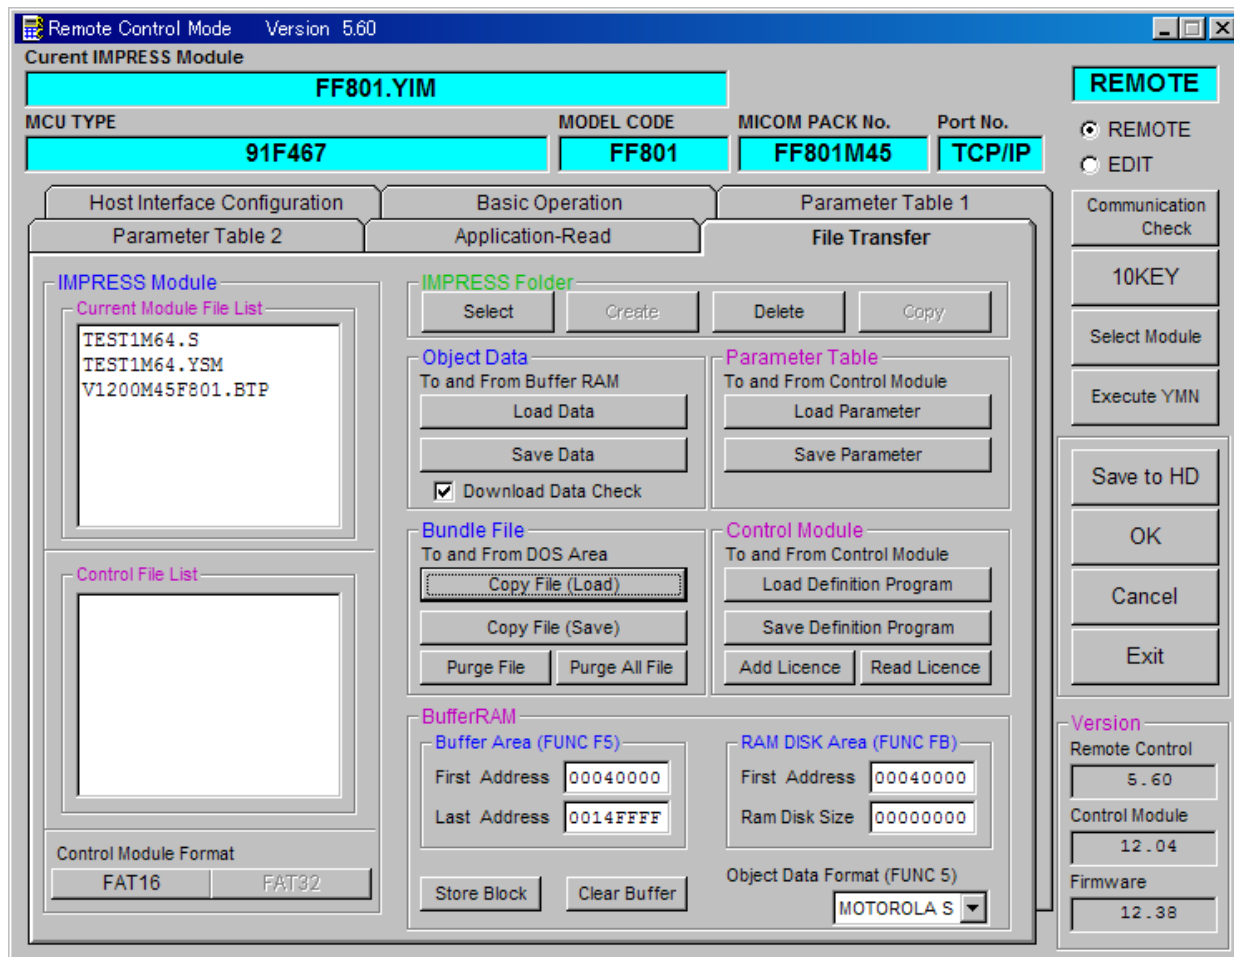 Remote Control Mode Version 5.60
Curent IMPRESS Module
FF801.YIM
MCU TYPE
MODEL CODE
MICOM PACK No.
Port No.
91F467
FF801
FF801M45
TCP/IP
REMOTE
REMOTE
EDIT
Host Interface Configuration
Basic Operation
Parameter Table 1
Parameter Table 2
Application-Read
File Transfer
IMPRESS Module
Current Module File List
TEST1M64.S
TEST1M64.YSM
V1200M45F801.BTP
Control File List
Control Module Format
FAT16
FAT32
IMPRESS Folder
Select
Create
Delete
Copy
Object Data
To and From Buffer RAM
Load Data
Save Data
Download Data Check
Parameter Table
To and From Control Module
Load Parameter
Save Parameter
Bundle File
To and From DOS Area
Copy File (Load)
Copy File (Save)
Purge File
Purge All File
Control Module
To and From Control Module
Load Definition Program
Save Definition Program
Add Licence
Read Licence
BufferRAM
Buffer Area (FUNC F5)
First Address 00040000
Last Address 0014FFFF
RAM DISK Area (FUNC FB)
First Address 00040000
Ram Disk Size 00000000
Store Block
Clear Buffer
Object Data Format (FUNC 5)
MOTOROLA S
Communication
Check
10KEY
Select Module
Execute YMN
Save to HD
OK
Cancel
Exit
Version
Remote Control
5.60
Control Module
12.04
Firmware
12.38